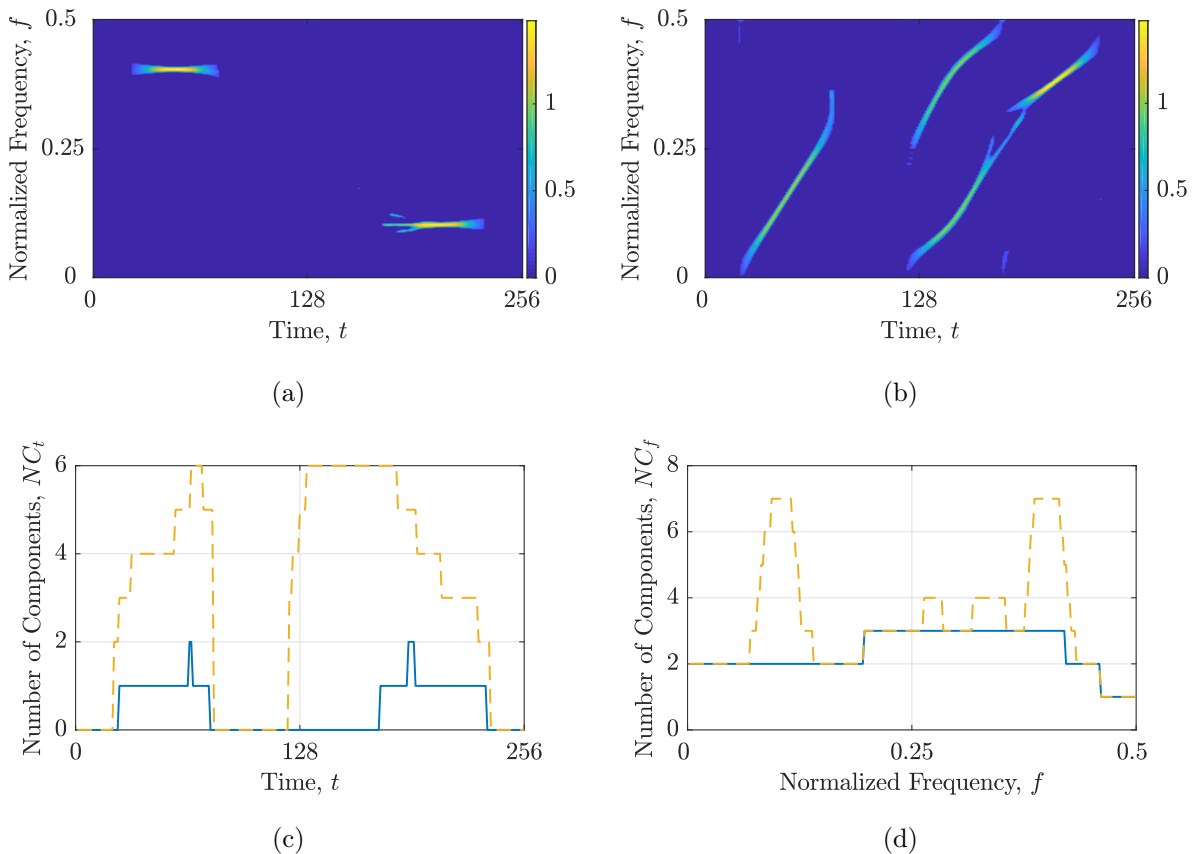 0.5
0.25
0
Normalized Frequency, f
0
128
256
Time, t
1
0.5
0
(a)
0.5
0.25
0
Normalized Frequency, f
0
128
256
Time, t
1
0.5
0
(b)
6
4
2
0
Number of Components, NC_t
0
128
256
Time, t
(c)
8
6
4
2
0
Number of Components, NC_f
0
0.25
0.5
Normalized Frequency, f
(d)